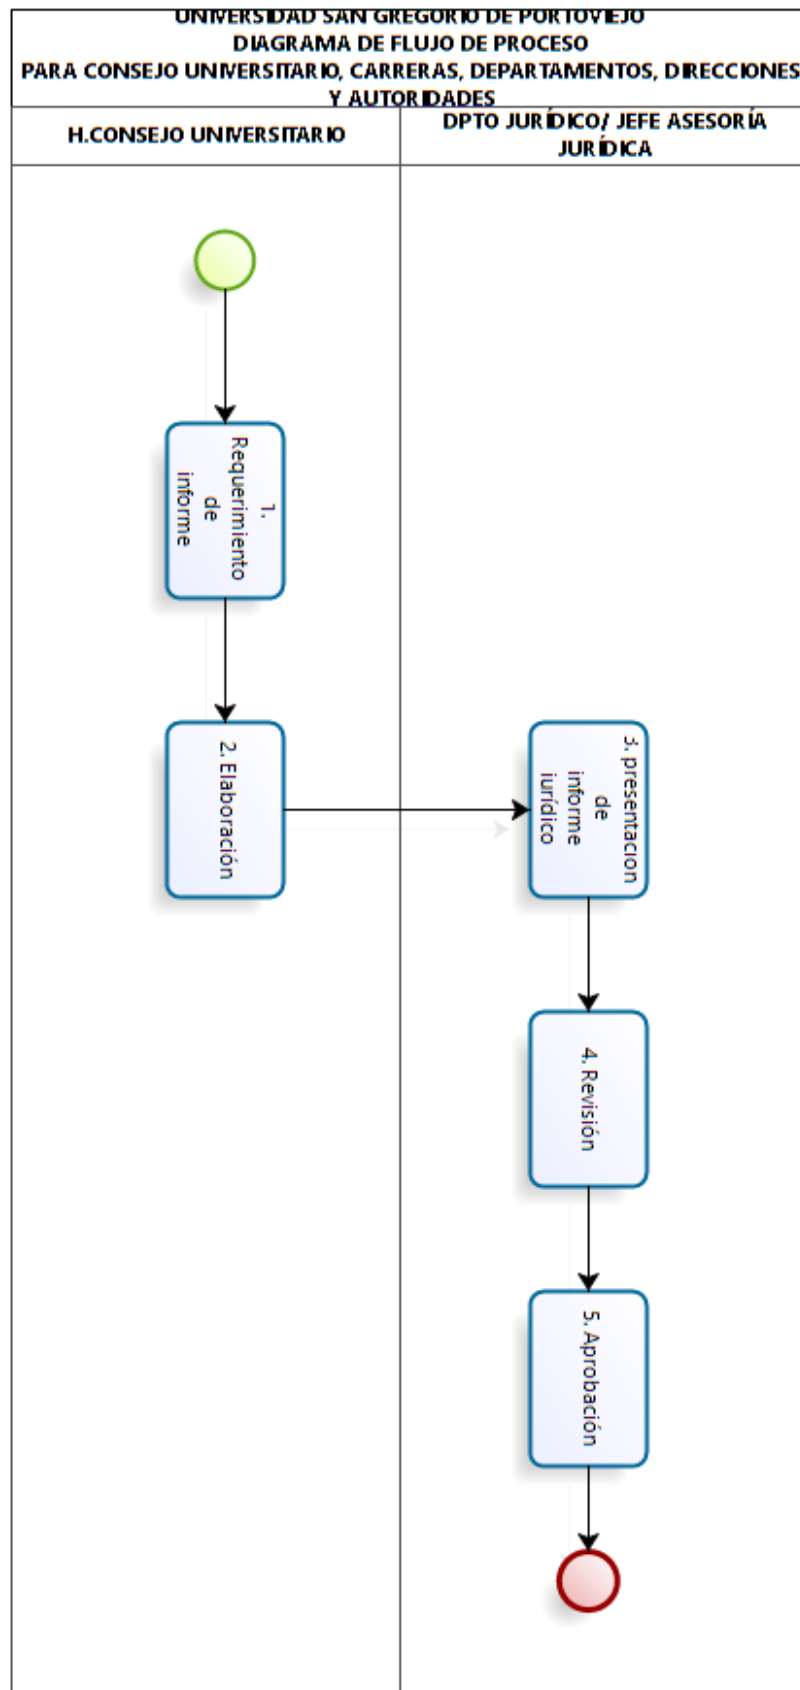 UNIVERSIDAD SAN GREGORIO DE PORTOVIEJO
DIAGRAMA DE FLUJO DE PROCESO
PARA CONSEJO UNIVERSITARIO, CARRERAS, DEPARTAMENTOS, DIRECCIONES
Y AUTORIDADES
H.CONSEJO UNIVERSITARIO
DPTO JURÍDICO/ JEFE ASESORÍA
JURÍDICA
1.
Requerimiento
de
informe
2. Elaboración
3. presentacion
de
informe
jurídico
4. Revisión
5. Aprobación